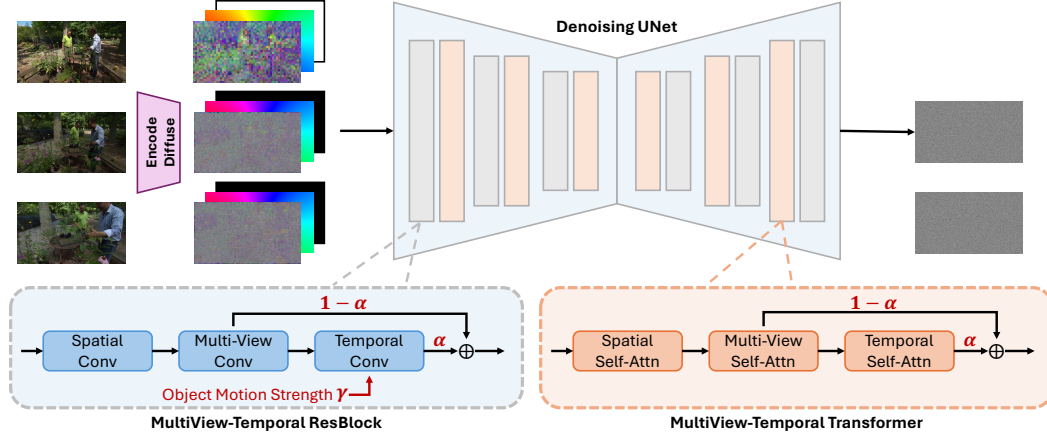 Denoising UNet
Encode
Diffuse
1 − α
Spatial
Conv
Multi-View
Conv
Temporal
Conv
α
Object Motion Strength γ
MultiView-Temporal ResBlock
1 − α
Spatial
Self-Attn
Multi-View
Self-Attn
Temporal
Self-Attn
α
MultiView-Temporal Transformer